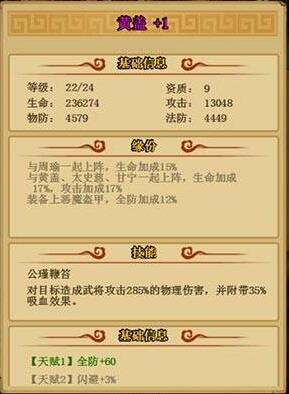 黄盖 +1
基础信息
等级： 22/24 资质： 9
生命： 236274 攻击： 13048
物防： 4579 法防： 4449
缘份
与周瑜一起上阵，生命加成15%
与黄盖、太史慈、甘宁一起上阵，生命加成
17%，攻击加成17%
装备上恶魔盔甲，全防加成12%
技能
公瑾鞭笞
对目标造成武将攻击285%的物理伤害，并附带35%
吸血效果。
基础信息
【天赋1】全防+60
【天赋2】闪避+3%